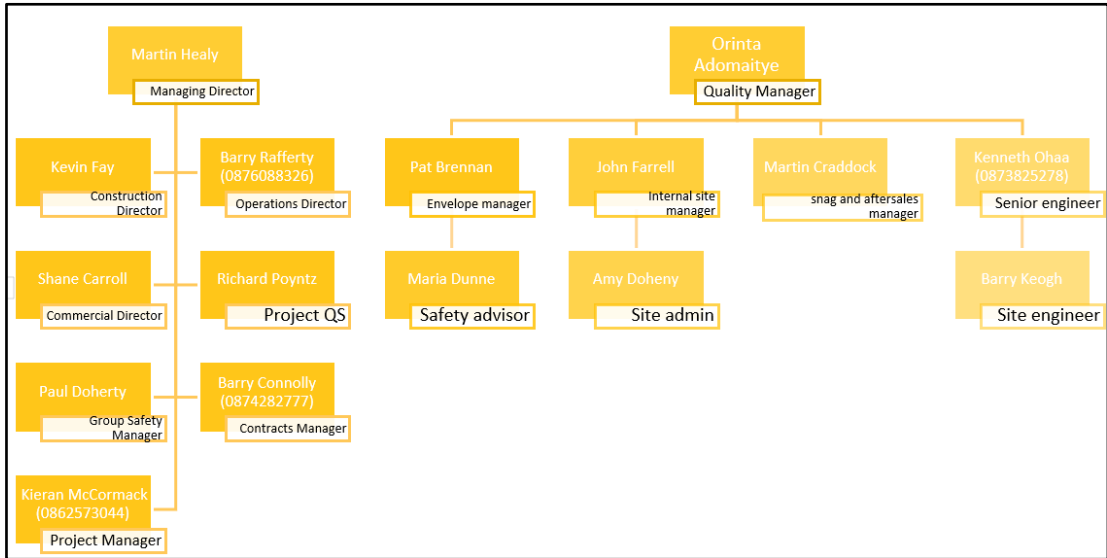 Martin Healy
Managing Director
Kevin Fay
Construction
Director
Barry Rafferty
(0876088326)
Operations Director
Shane Carroll
Commercial Director
Richard Poyntz
Project QS
Paul Doherty
Group Safety
Manager
Barry Connolly
(0874282777)
Contracts Manager
Kieran McCormack
(0862573044)
Project Manager
Orinta
Adomaitye
Quality Manager
Pat Brennan
Envelope manager
John Farrell
Internal site
manager
Martin Craddock
snag and aftersales
manager
Kenneth Ohaa
(0873825278)
Senior engineer
Maria Dunne
Safety advisor
Amy Doheny
Site admin
Barry Keogh
Site engineer